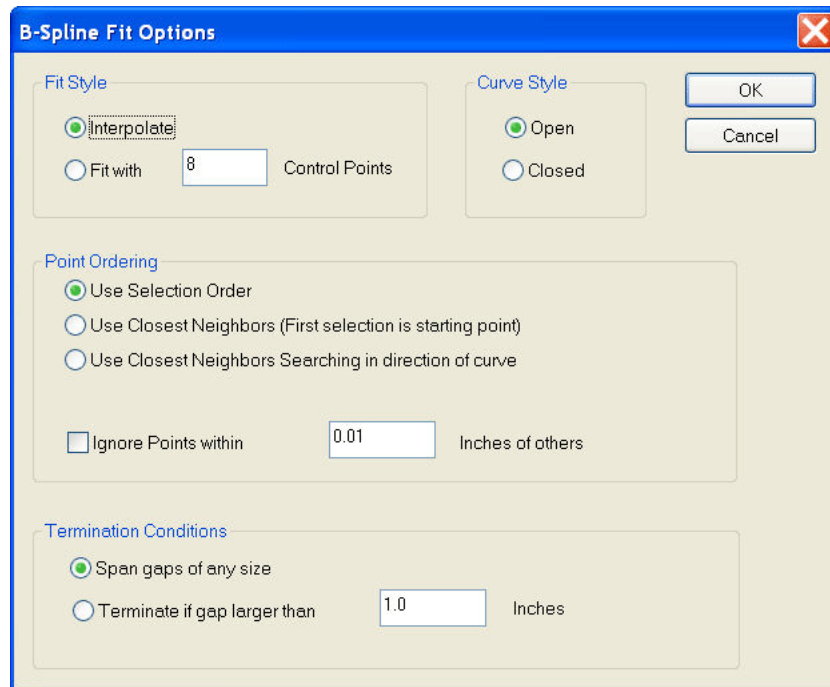 B-Spline Fit Options
Fit Style
Interpolate
Fit with 8 Control Points
Curve Style
Open
Closed
OK
Cancel
Point Ordering
Use Selection Order
Use Closest Neighbors (First selection is starting point)
Use Closest Neighbors Searching in direction of curve
Ignore Points within 0.01 Inches of others
Termination Conditions
Span gaps of any size
Terminate if gap larger than 1.0 Inches